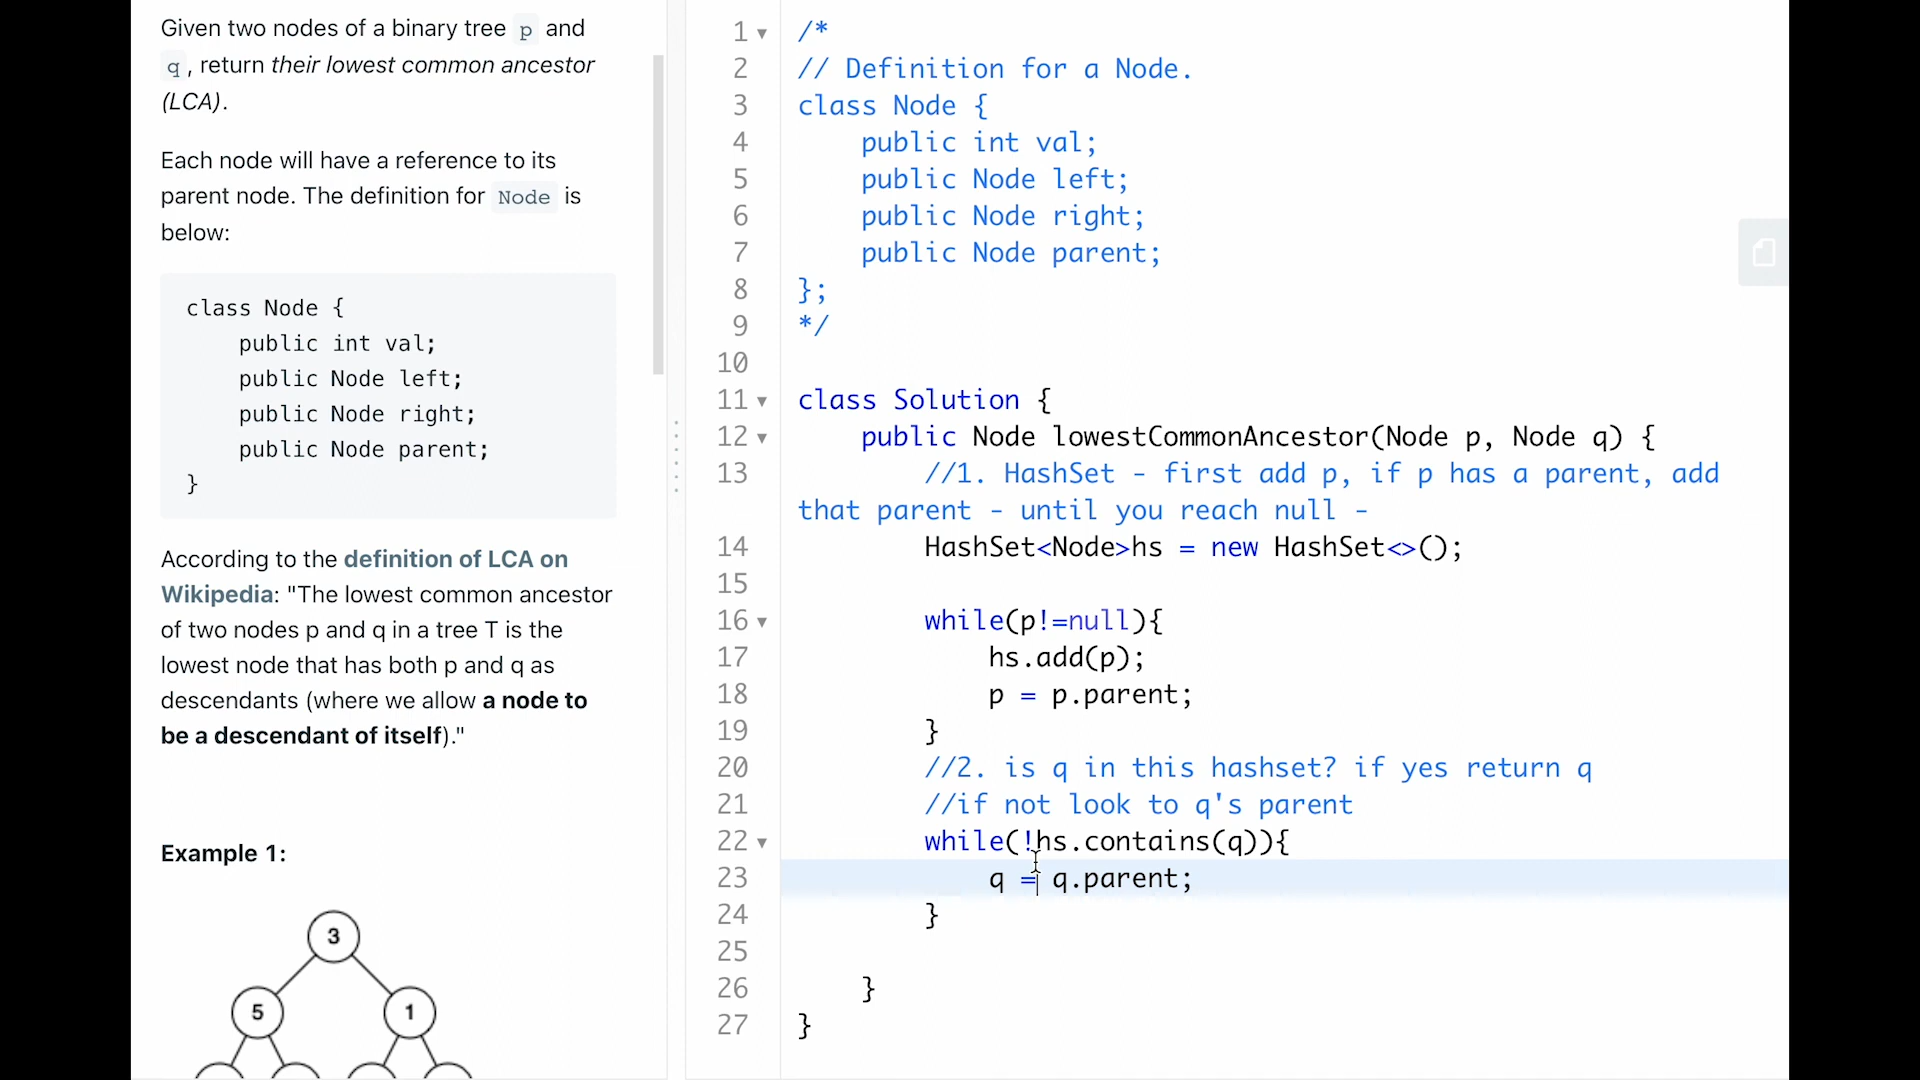 Given two nodes of a binary tree p and
q , return their lowest common ancestor
(LCA).
Each node will have a reference to its
parent node. The definition for Node is
below:
class Node {
    public int val;
    public Node left;
    public Node right;
    public Node parent;
}
According to the definition of LCA on
Wikipedia: "The lowest common ancestor
of two nodes p and q in a tree T is the
lowest node that has both p and q as
descendants (where we allow a node to
be a descendant of itself)."
Example 1:
3
5 1
1 /*
2 // Definition for a Node.
3 class Node {
4     public int val;
5     public Node left;
6     public Node right;
7     public Node parent;
8 };
9 */
10
11 class Solution {
12     public Node lowestCommonAncestor(Node p, Node q) {
13         //1. HashSet - first add p, if p has a parent, add
that parent - until you reach null -
14         HashSet<Node>hs = new HashSet<>();
15
16         while(p!=null){
17             hs.add(p);
18             p = p.parent;
19         }
20         //2. is q in this hashset? if yes return q
21         //if not look to q's parent
22         while(!hs.contains(q)){
23             q = q.parent;
24         }
25
26     }
27 }